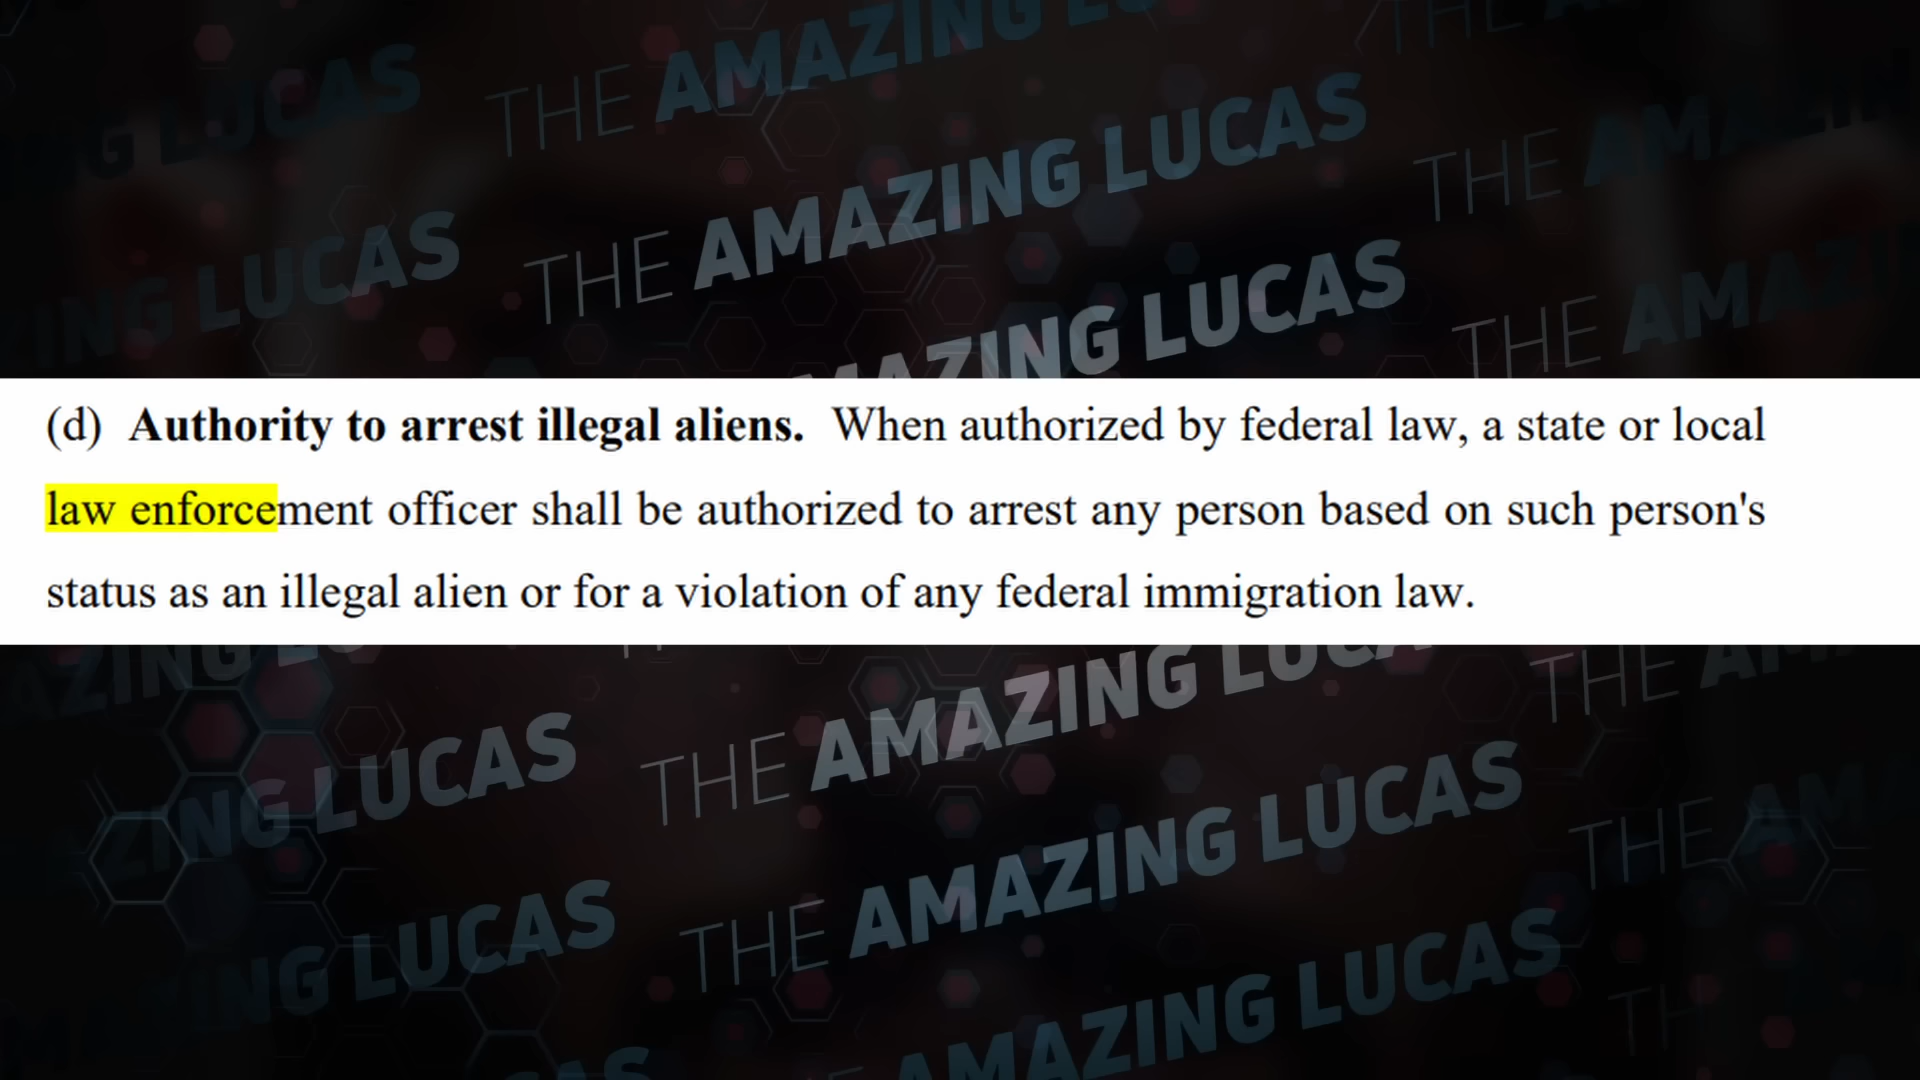 THE AMAZING LUCAS
THE AMAZING LUCAS
AMAZING LUCAS
(d) Authority to arrest illegal aliens. When authorized by federal law, a state or local
law enforcement officer shall be authorized to arrest any person based on such person's
status as an illegal alien or for a violation of any federal immigration law.
THE AMAZING LUCAS
THE AMAZING LUCAS
AMAZING LUCAS